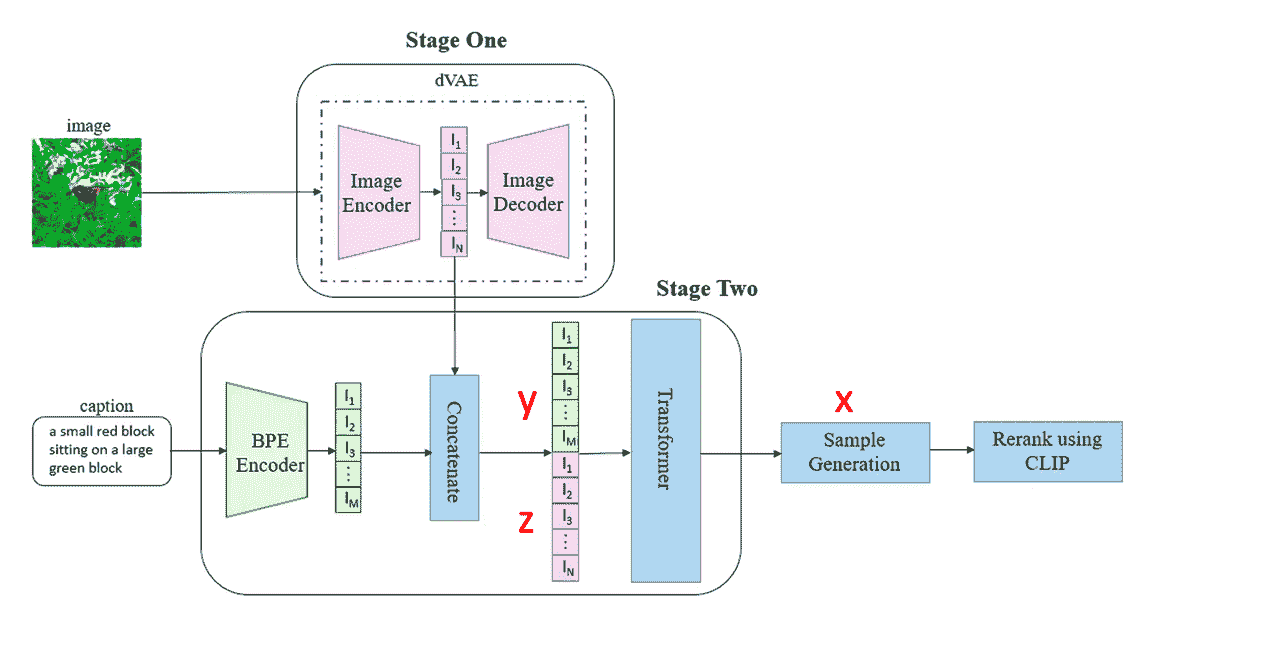 Stage One
dVAE
image
Image
Encoder
I1
I2
I3
⋮
IN
Image
Decoder
Stage Two
caption
a small red block
sitting on a large
green block
BPE
Encoder
I1
I2
I3
⋮
IM
Concatenate
y
z
I1
I2
I3
⋮
IM
I1
I2
I3
⋮
IN
Transformer
x
Sample
Generation
Rerank using
CLIP